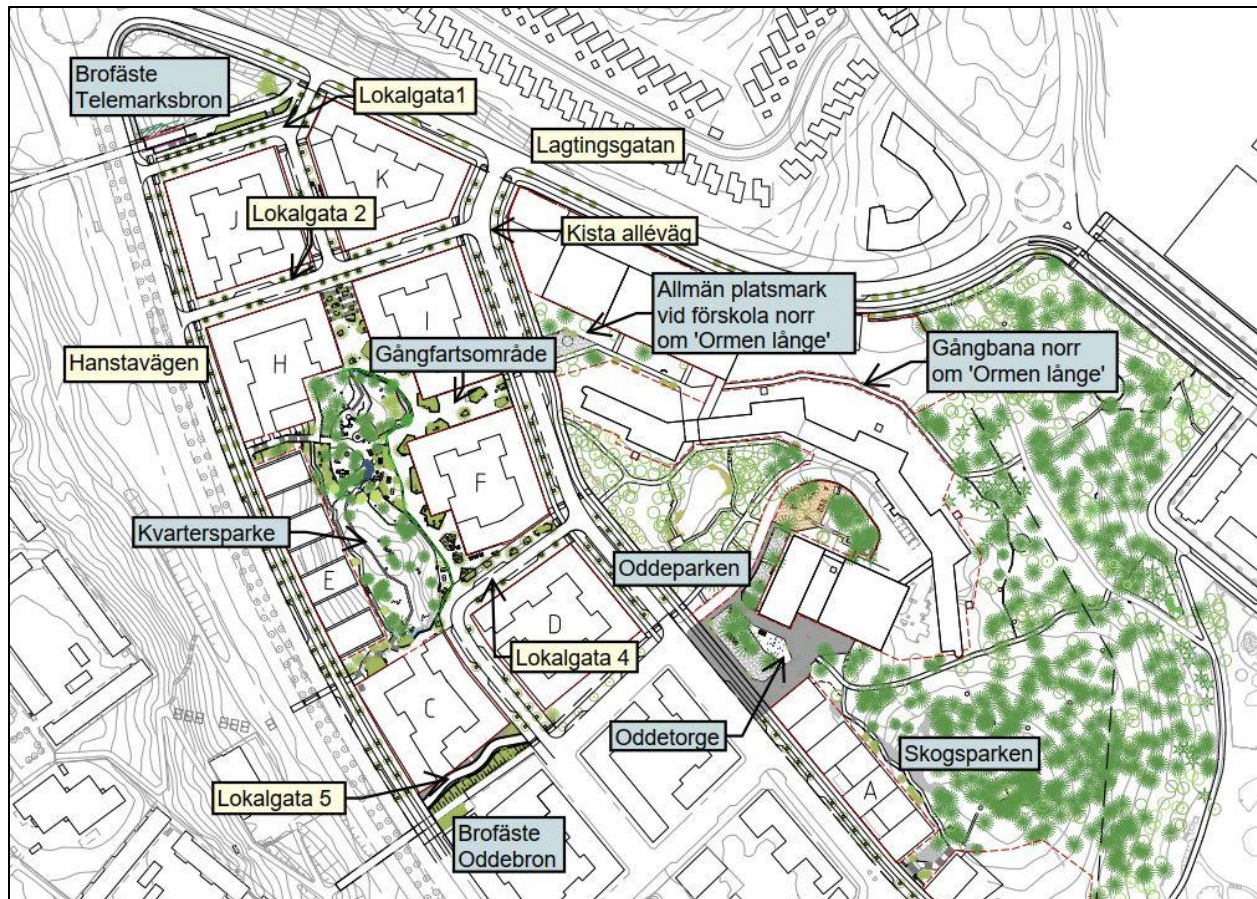 Brofäste
Telemarksbron
Lokalgata1
Lagtingsgatan
K
J
Lokalgata 2
Kista alléväg
Allmän platsmark
vid förskola norr
om 'Ormen långe'
I
Gångfartsområde
Gångbana norr
om 'Ormen långe'
Hanstavägen
H
F
Kvartersparke
E
Oddeparken
D
Lokalgata 4
C
Oddetorge
Skogsparken
A
Lokalgata 5
Brofäste
Oddebron